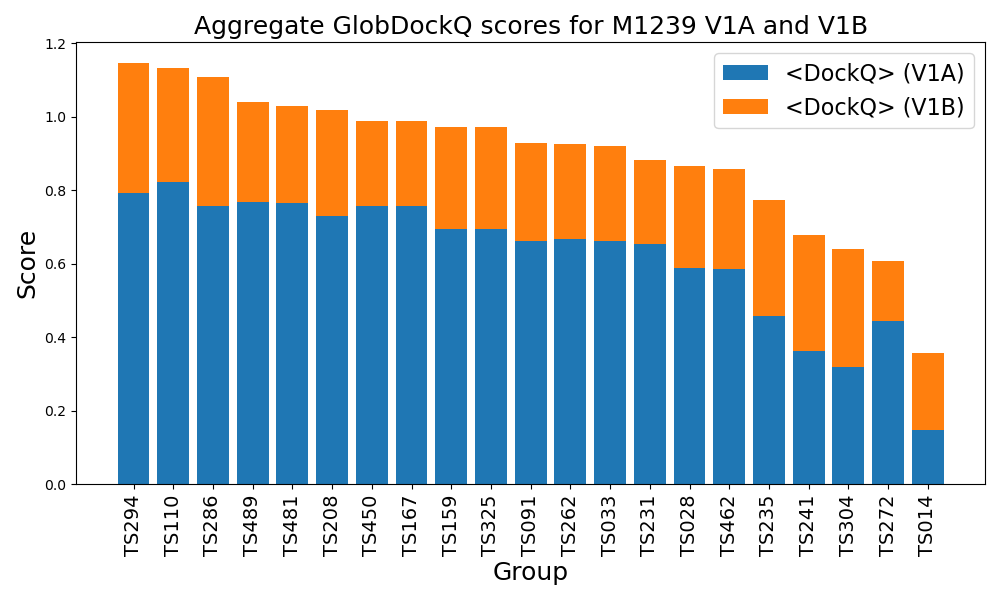 Aggregate GlobDockQ scores for M1239 V1A and V1B
<DockQ> (V1A)
<DockQ> (V1B)
Score
1.2
1.0
0.8
0.6
0.4
0.2
0.0
TS294
TS110
TS286
TS489
TS481
TS208
TS450
TS167
TS159
TS325
TS091
TS262
TS033
TS231
TS028
TS462
TS235
TS241
TS304
TS272
TS014
Group